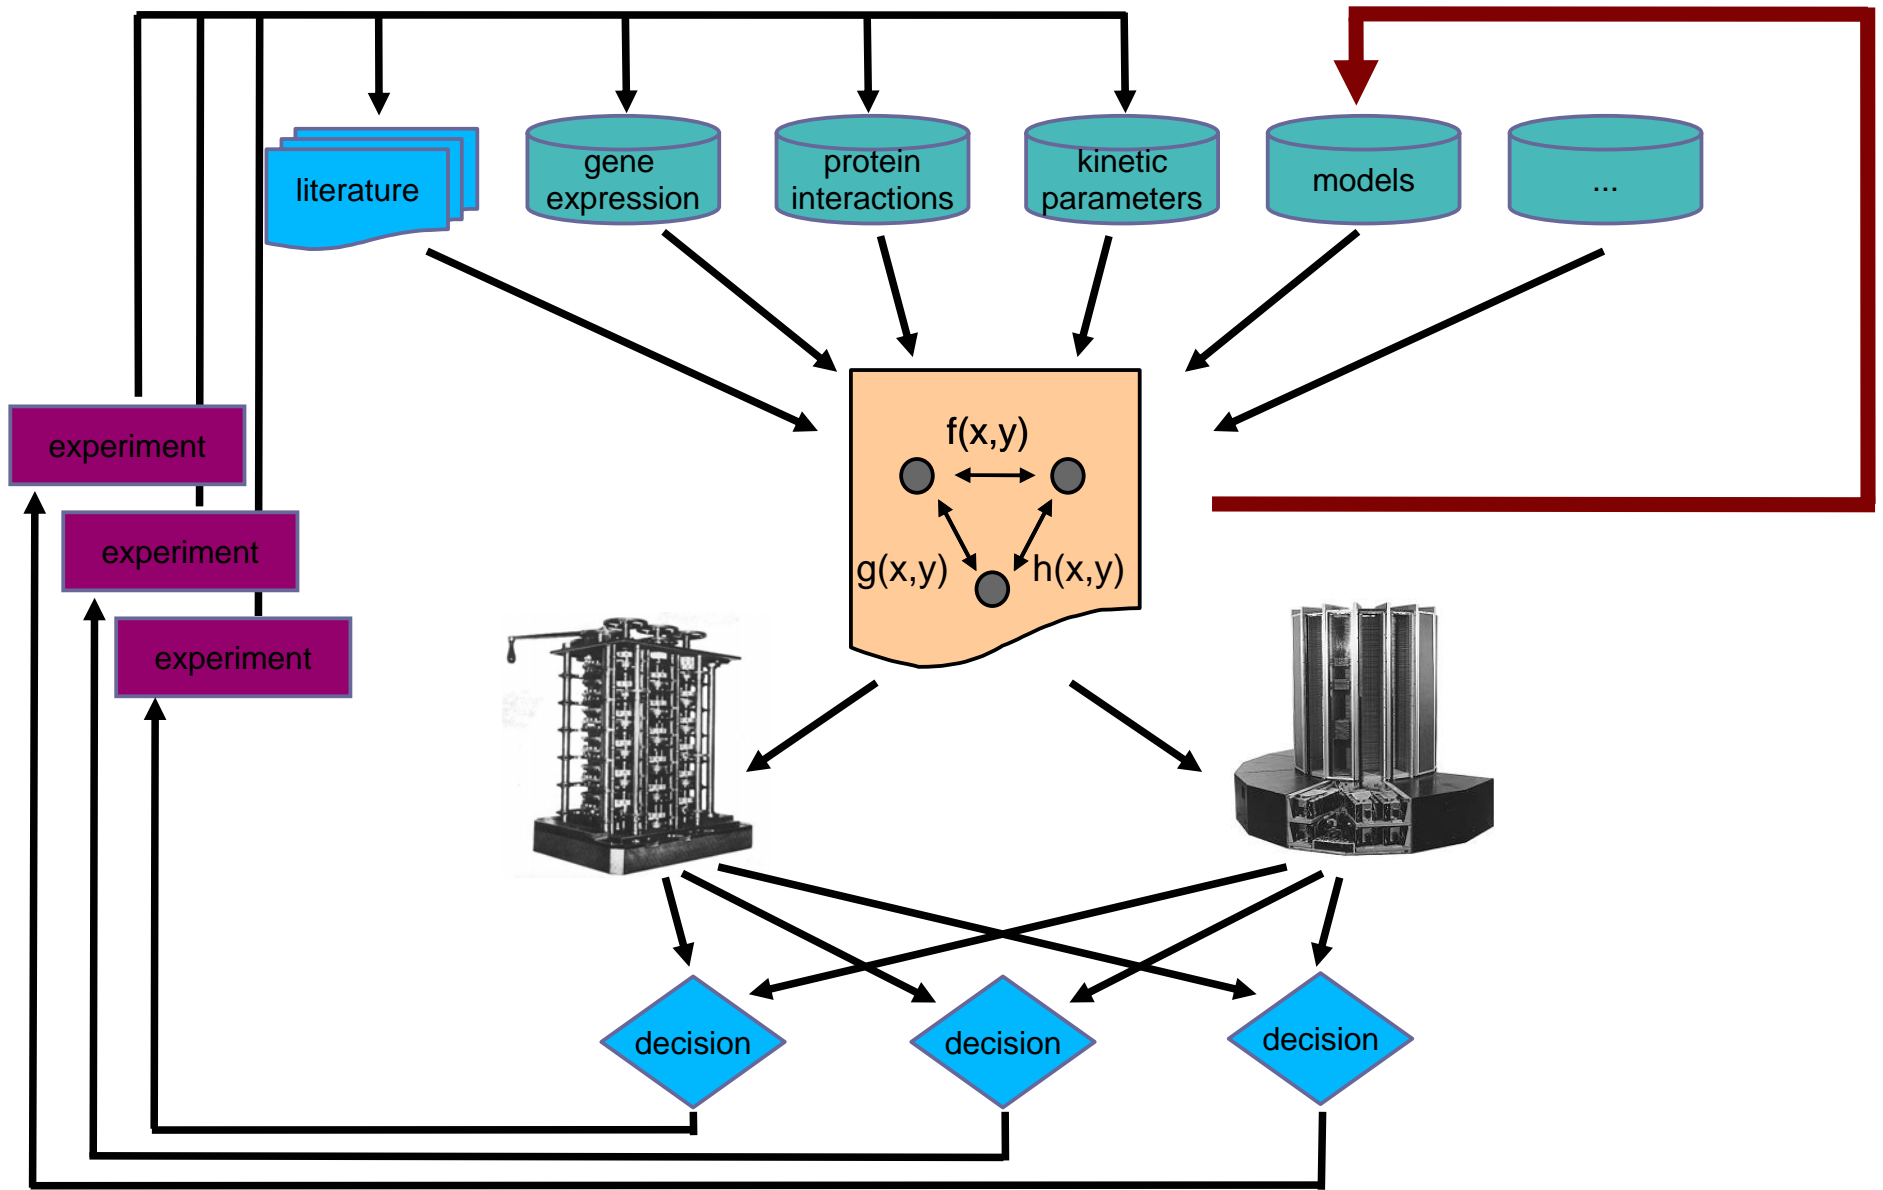 literature
gene
expression
protein
interactions
kinetic
parameters
models
...
experiment
experiment
experiment
f(x,y)
g(x,y)
h(x,y)
decision
decision
decision